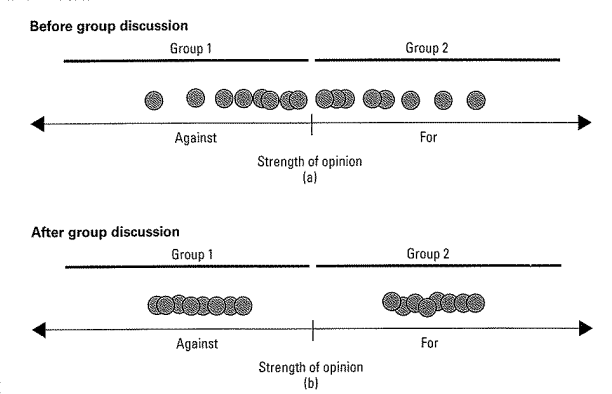 Before group discussion
Group 1 Group 2
Against For
Strength of opinion
(a)
After group discussion
Group 1 Group 2
Against For
Strength of opinion
(b)